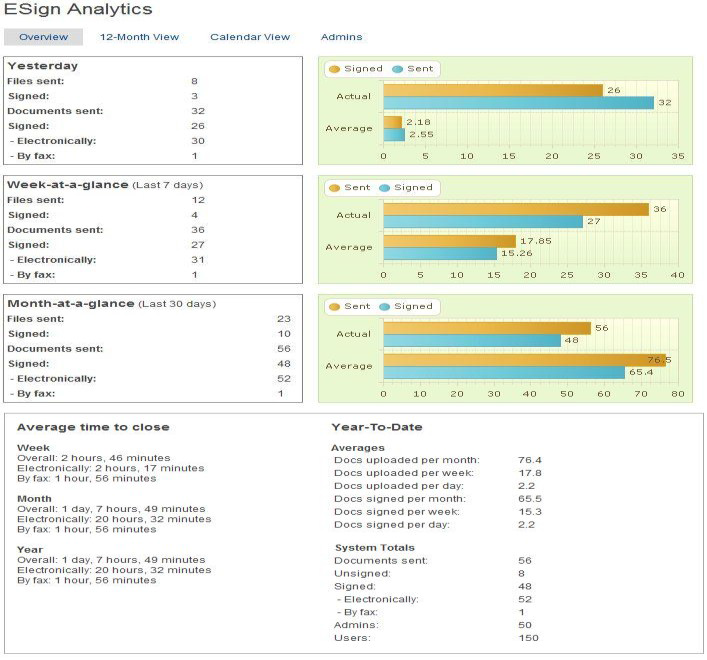 ESign Analytics
Overview 12-Month View Calendar View Admins
Yesterday
Files sent: 8
Signed: 3
Documents sent: 32
Signed: 26
- Electronically: 30
- By fax: 1
Signed Sent
Actual 26
32
Average 2.18
2.55
0 5 10 15 20 25 30 35
Week-at-a-glance (Last 7 days)
Files sent: 12
Signed: 4
Documents sent: 36
Signed: 27
- Electronically: 31
- By fax: 1
Sent Signed
Actual 36
27
Average 17.85
15.26
0 5 10 15 20 25 30 35 40
Month-at-a-glance (Last 30 days)
Files sent: 23
Signed: 10
Documents sent: 56
Signed: 48
- Electronically: 52
- By fax: 1
Sent Signed
Actual 56
48
Average 76.5
65.4
0 10 20 30 40 50 60 70 80
Average time to close
Week
Overall: 2 hours, 46 minutes
Electronically: 2 hours, 17 minutes
By fax: 1 hour, 56 minutes
Month
Overall: 1 day, 7 hours, 49 minutes
Electronically: 20 hours, 32 minutes
By fax: 1 hour, 56 minutes
Year
Overall: 1 day, 7 hours, 49 minutes
Electronically: 20 hours, 32 minutes
By fax: 1 hour, 56 minutes
Year-To-Date
Averages
Docs uploaded per month: 76.4
Docs uploaded per week: 17.8
Docs uploaded per day: 2.2
Docs signed per month: 65.5
Docs signed per week: 15.3
Docs signed per day: 2.2
System Totals
Documents sent: 56
Unsigned: 8
Signed: 48
- Electronically: 52
- By fax: 1
Admins: 50
Users: 150